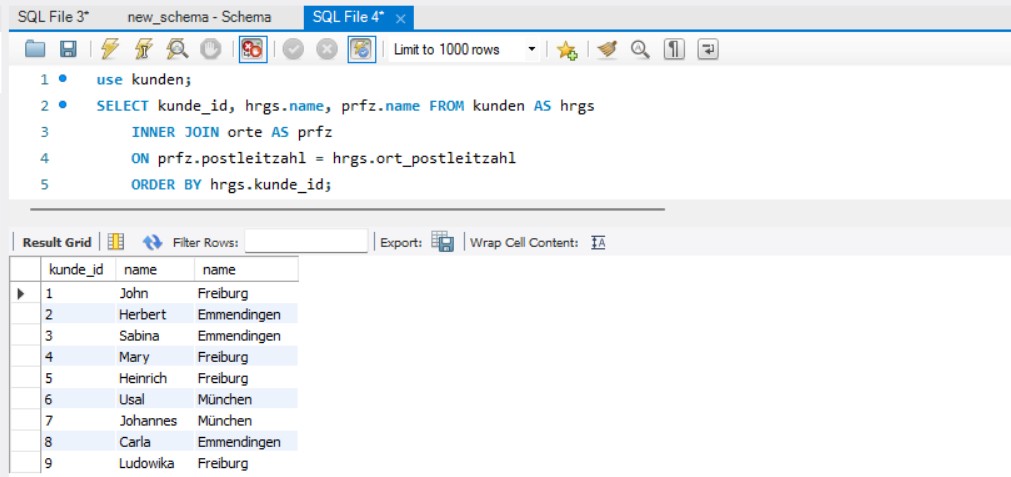 SQL File 3* new_schema - Schema SQL File 4* ×
Limit to 1000 rows
1 use kunden;
2 SELECT kunde_id, hrgs.name, prfz.name FROM kunden AS hrgs
3 INNER JOIN orte AS prfz
4 ON prfz.postleitzahl = hrgs.ort_postleitzahl
5 ORDER BY hrgs.kunde_id;
Result Grid Filter Rows: Export: Wrap Cell Content:
kunde_id name name
1 John Freiburg
2 Herbert Emmendingen
3 Sabina Emmendingen
4 Mary Freiburg
5 Heinrich Freiburg
6 Usal München
7 Johannes München
8 Carla Emmendingen
9 Ludowika Freiburg